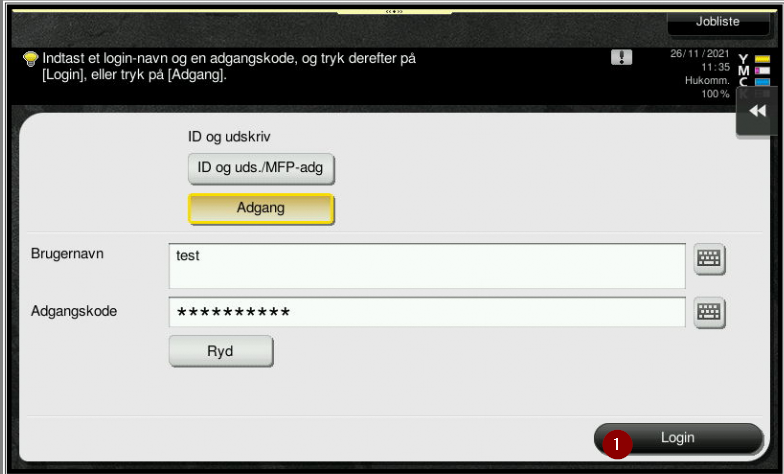 Jobliste
Indtast et login-navn og en adgangskode, og tryk derefter på
[Login], eller tryk på [Adgang].
26/11/2021
11:35
Hukomm.
100 %
Y
M
C
ID og udskriv
ID og uds./MFP-adg
Adgang
Brugernavn
test
Adgangskode
**********
Ryd
1
Login